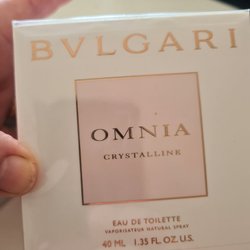 BVLGARI
OMNIA
CRYSTALLINE
EAU DE TOILETTE
VAPORISATEUR NATURAL SPRAY
40 ML 1.35 FL. OZ. U.S.